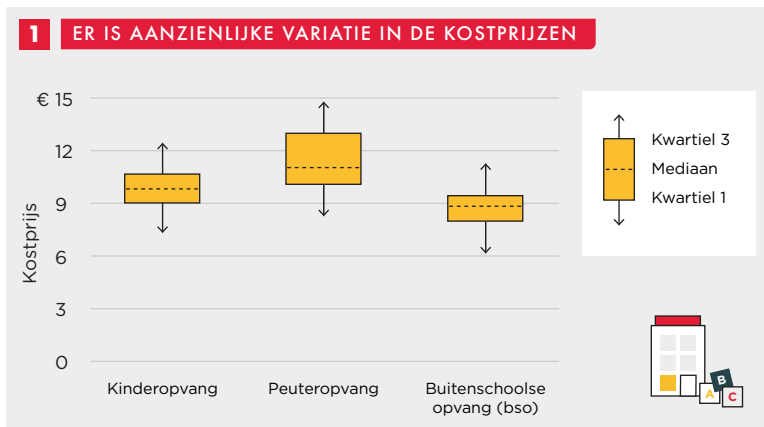 1 ER IS AANZIENLIJKE VARIATIE IN DE KOSTPRIJZEN
€ 15
12
9
6
3
0
Kostprijs
Kinderopvang
Peuteropvang
Buitenschoolse
opvang (bso)
Kwartiel 3
Mediaan
Kwartiel 1
B
A
C